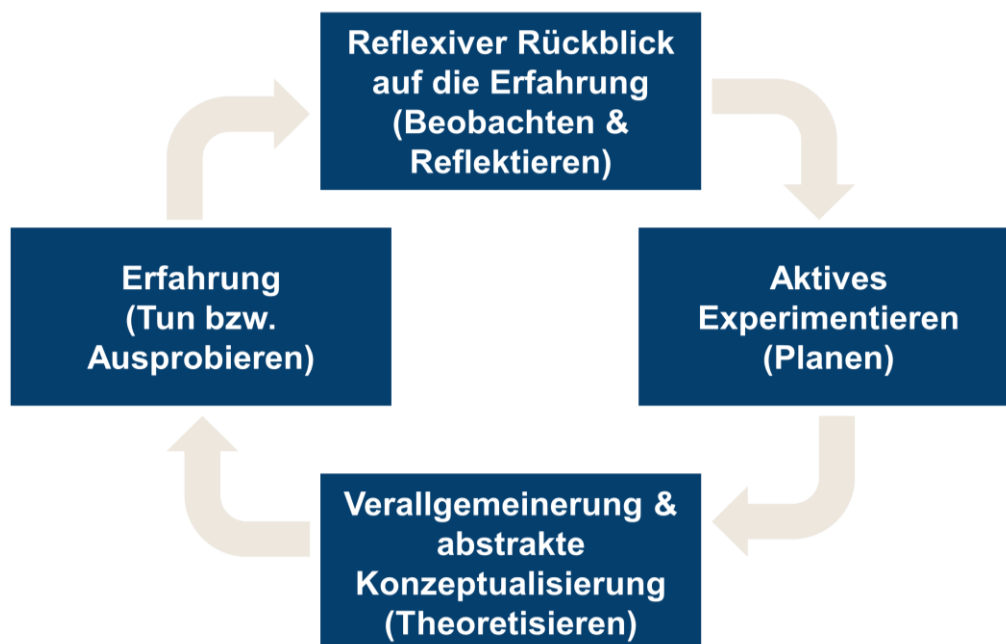 Reflexiver Rückblick
auf die Erfahrung
(Beobachten &
Reflektieren)
Erfahrung
(Tun bzw.
Ausprobieren)
Aktives
Experimentieren
(Planen)
Verallgemeinerung &
abstrakte
Konzeptualisierung
(Theoretisieren)